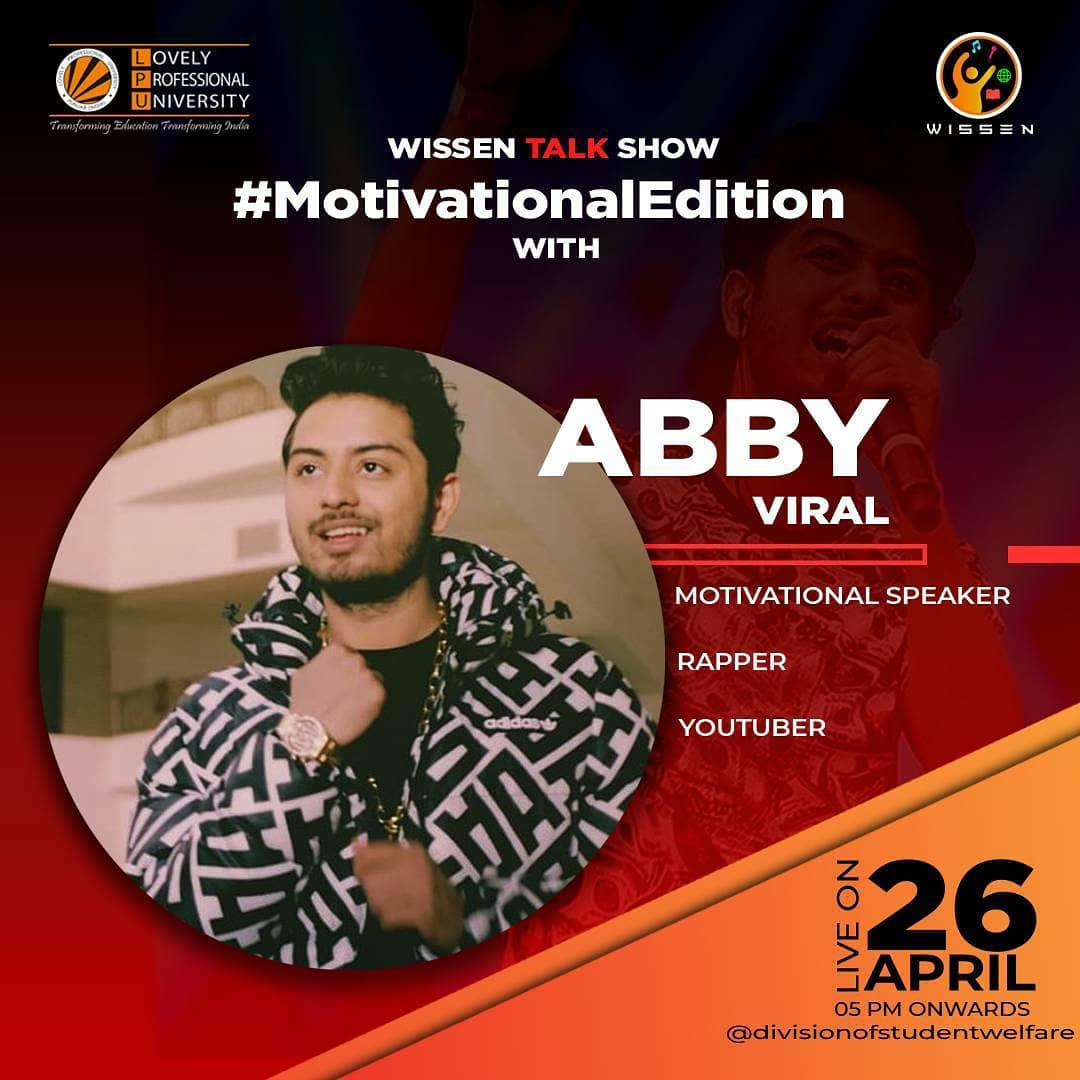 LOVELY
PROFESSIONAL
UNIVERSITY
Transforming Education Transforming India
WISSEN
WISSEN TALK SHOW
#MotivationalEdition
WITH
ABBY
VIRAL
MOTIVATIONAL SPEAKER
RAPPER
YOUTUBER
adidas
LIVE ON
26
APRIL
05 PM ONWARDS
@divisionofstudentwelfare